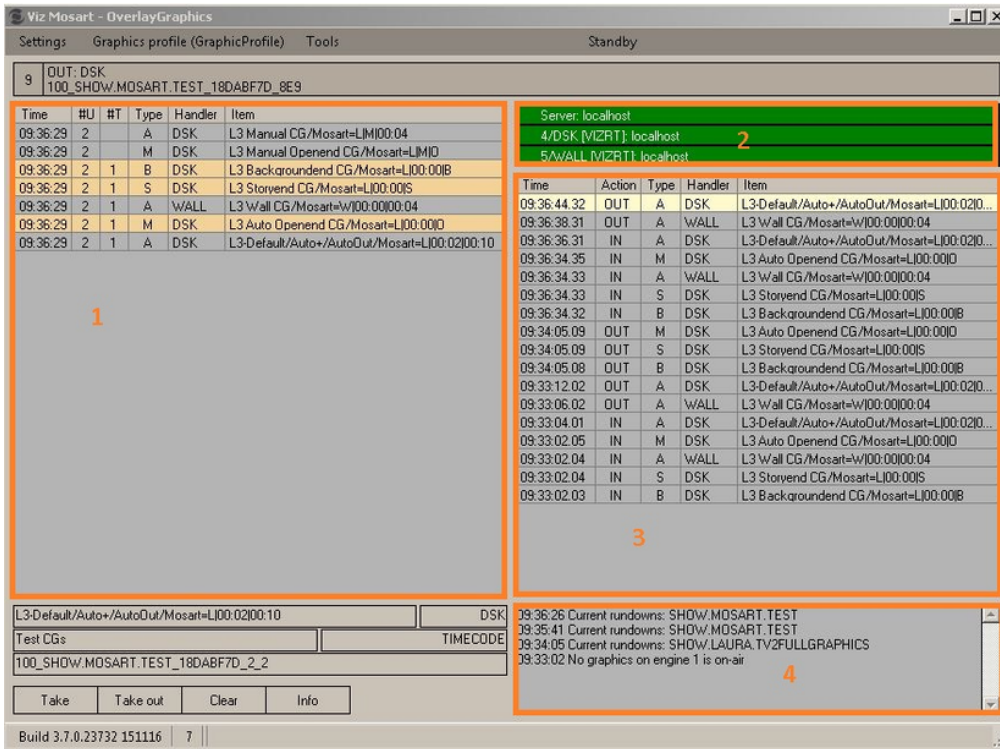 Viz Mosart - OverlayGraphics
Settings Graphics profile (GraphicProfile) Tools Standby
9 OUT: DSK
100_SHOW.MOSART.TEST_18DABF7D_8E9
Time #U #T Type Handler Item
09:36:29 2 A DSK L3 Manual CG/Mosart=L|M|00:04
09:36:29 2 M DSK L3 Manual Openend CG/Mosart=L|M|O
09:36:29 2 1 B DSK L3 Backgroundend CG/Mosart=L|00:00|B
09:36:29 2 1 S DSK L3 Storyend CG/Mosart=L|00:00|S
09:36:29 2 1 A WALL L3 Wall CG/Mosart=W|00:00|00:04
09:36:29 2 1 M DSK L3 Auto Openend CG/Mosart=L|00:00|O
09:36:29 2 1 A DSK L3-Default/Auto+/AutoOut/Mosart=L|00:02|00:10
1
Server: localhost
4/DSK [VIZRT]: localhost
5/WALL [VIZRT]: localhost
2
Time Action Type Handler Item
09:36:44.32 OUT A DSK L3-Default/Auto+/AutoOut/Mosart=L|00:02|0...
09:36:38.31 OUT A WALL L3 Wall CG/Mosart=W|00:00|00:04
09:36:36.31 IN A DSK L3-Default/Auto+/AutoOut/Mosart=L|00:02|0...
09:36:34.35 IN M DSK L3 Auto Openend CG/Mosart=L|00:00|O
09:36:34.33 IN A WALL L3 Wall CG/Mosart=W|00:00|00:04
09:36:34.33 IN S DSK L3 Storyend CG/Mosart=L|00:00|S
09:36:34.32 IN B DSK L3 Backgroundend CG/Mosart=L|00:00|B
09:34:05.09 OUT M DSK L3 Auto Openend CG/Mosart=L|00:00|O
09:34:05.09 OUT S DSK L3 Storyend CG/Mosart=L|00:00|S
09:34:05.08 OUT B DSK L3 Backgroundend CG/Mosart=L|00:00|B
09:33:12.02 OUT A DSK L3-Default/Auto+/AutoOut/Mosart=L|00:02|0...
09:33:06.02 OUT A WALL L3 Wall CG/Mosart=W|00:00|00:04
09:33:04.01 IN A DSK L3-Default/Auto+/AutoOut/Mosart=L|00:02|0...
09:33:02.05 IN M DSK L3 Auto Openend CG/Mosart=L|00:00|O
09:33:02.04 IN A WALL L3 Wall CG/Mosart=W|00:00|00:04
09:33:02.04 IN S DSK L3 Storyend CG/Mosart=L|00:00|S
09:33:02.03 IN B DSK L3 Backgroundend CG/Mosart=L|00:00|B
3
L3-Default/Auto+/AutoOut/Mosart=L|00:02|00:10 DSK
Test CGs TIMECODE
100_SHOW.MOSART.TEST_18DABF7D_2_2
Take Take out Clear Info
09:36:26 Current rundowns: SHOW.MOSART.TEST
09:35:41 Current rundowns: SHOW.MOSART.TEST
09:34:05 Current rundowns: SHOW.LAURA.TV2FULLGRAPHICS
09:33:02 No graphics on engine 1 is on-air
4
Build 3.7.0.23732 151116 7